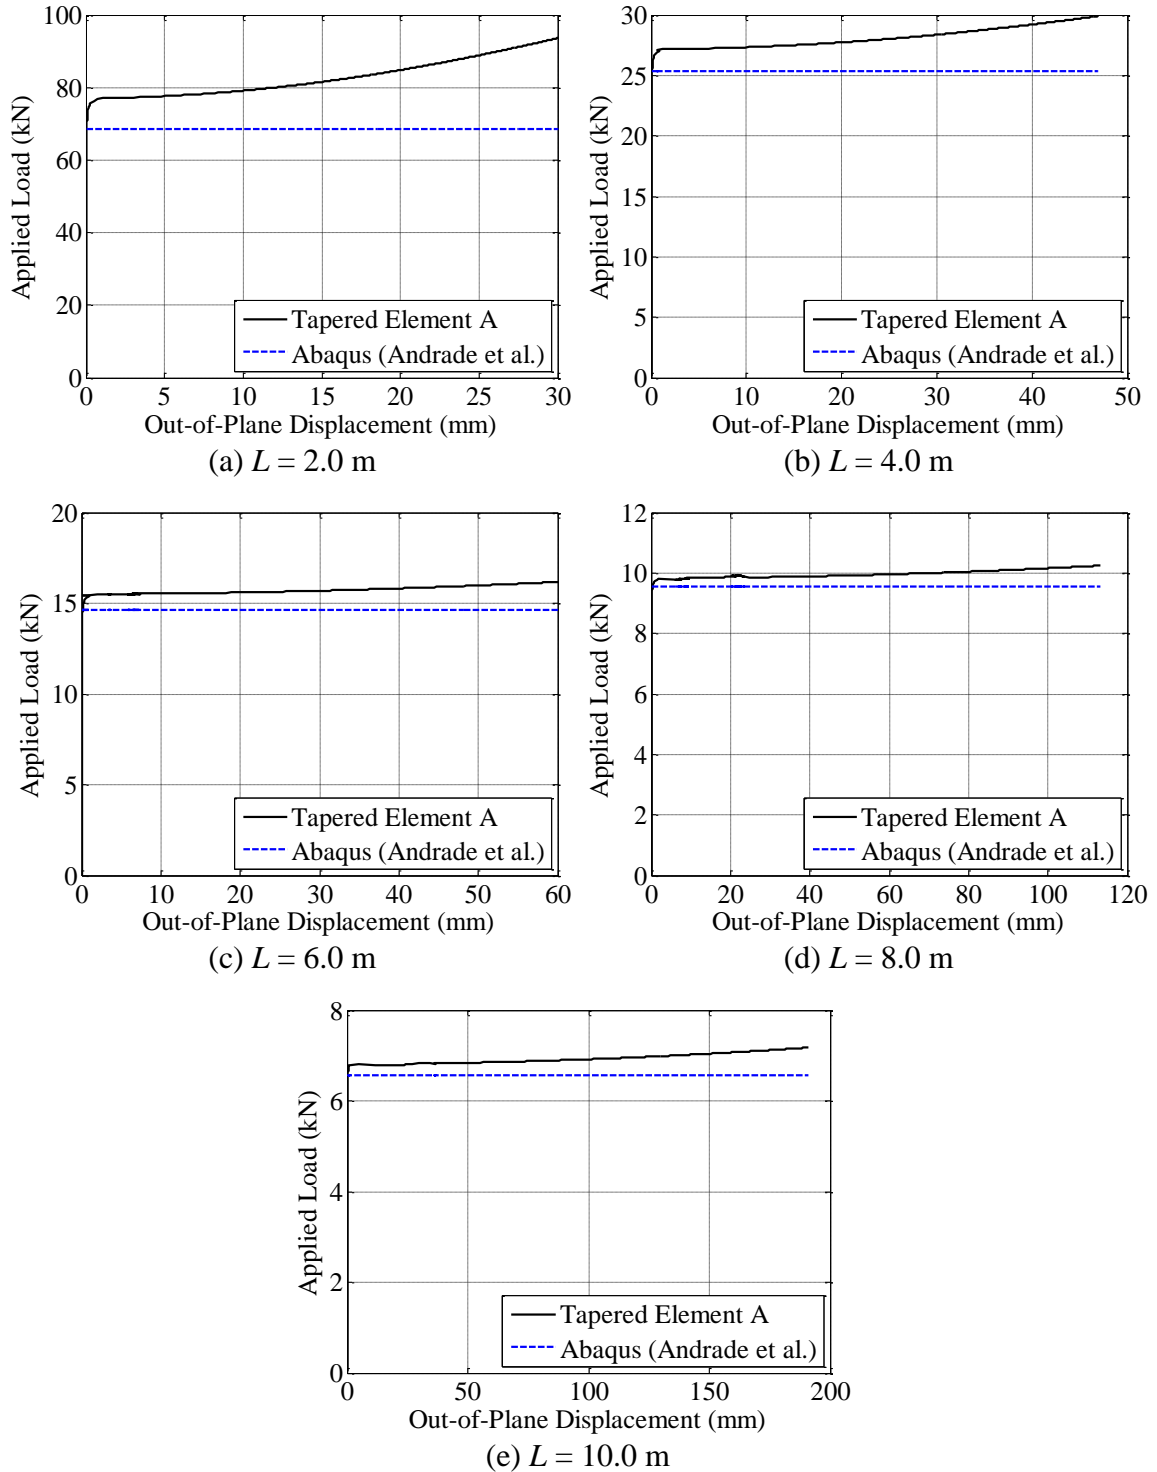 100
80
60
40
20
0
Applied Load (kN)
0 5 10 15 20 25 30
Out-of-Plane Displacement (mm)
Tapered Element A
Abaqus (Andrade et al.)
(a) L = 2.0 m
30
25
20
15
10
5
0
Applied Load (kN)
0 10 20 30 40 50
Out-of-Plane Displacement (mm)
Tapered Element A
Abaqus (Andrade et al.)
(b) L = 4.0 m
20
15
10
5
0
Applied Load (kN)
0 10 20 30 40 50 60
Out-of-Plane Displacement (mm)
Tapered Element A
Abaqus (Andrade et al.)
(c) L = 6.0 m
12
10
8
6
4
2
0
Applied Load (kN)
0 20 40 60 80 100 120
Out-of-Plane Displacement (mm)
Tapered Element A
Abaqus (Andrade et al.)
(d) L = 8.0 m
8
6
4
2
0
Applied Load (kN)
0 50 100 150 200
Out-of-Plane Displacement (mm)
Tapered Element A
Abaqus (Andrade et al.)
(e) L = 10.0 m